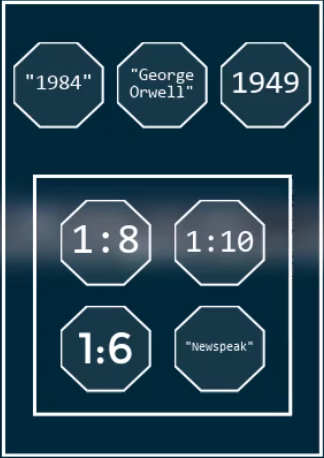 "1984"
"George
Orwell"
1949
1:8
1:10
1:6
"Newspeak"